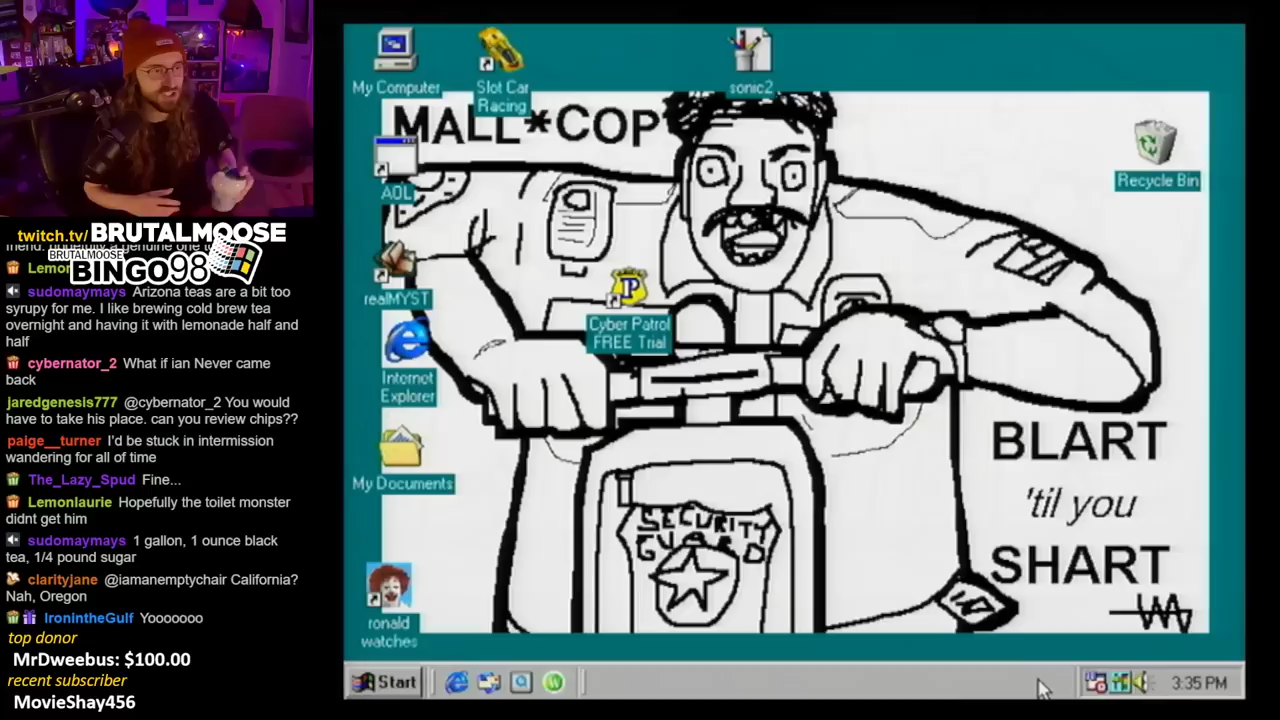 My Computer
Slot Car
Racing
sonic2
MALL*COP
AOL
Recycle Bin
realMYST
P
Cyber Patrol
FREE Trial
Internet
Explorer
My Documents
BLART
'til you
SHART
SECURITY
GUARD
ronald
watches
Start
3:35 PM
twitch.tv/BRUTALMOOSE
BRUTALMOOSE
BINGO98
Lemon
sudomaymays Arizona teas are a bit too
syrupy for me. I like brewing cold brew tea
overnight and having it with lemonade half and
half
cybernator_2 What if ian Never came
back
jaredgenesis777 @cybernator_2 You would
have to take his place. can you review chips??
paige__turner I'd be stuck in intermission
wandering for all of time
The_Lazy_Spud Fine...
Lemonlaurie Hopefully the toilet monster
didnt get him
sudomaymays 1 gallon, 1 ounce black
tea, 1/4 pound sugar
clarityjane @iamanemptychair California?
Nah, Oregon
IronintheGulf Yooooooo
top donor
MrDweebus: $100.00
recent subscriber
MovieShay456